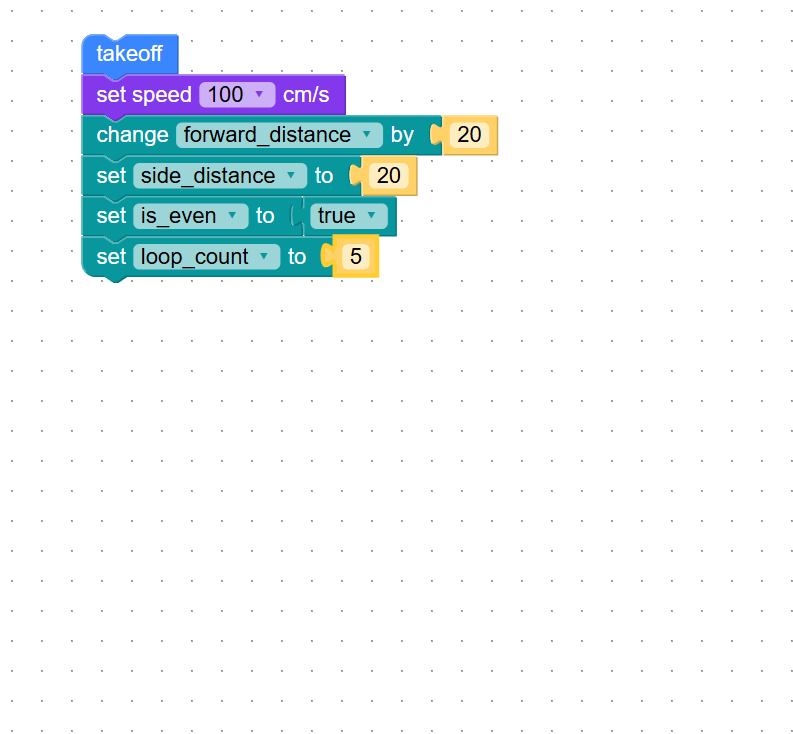 takeoff
set speed 100 cm/s
change forward_distance by 20
set side_distance to 20
set is_even to true
set loop_count to 5